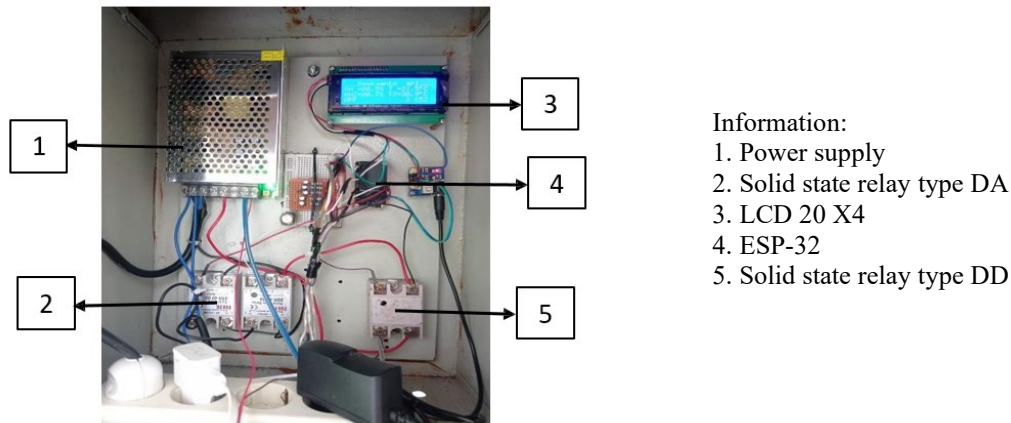 1
2
3
4
5
Information:
1. Power supply
2. Solid state relay type DA
3. LCD 20 X4
4. ESP-32
5. Solid state relay type DD